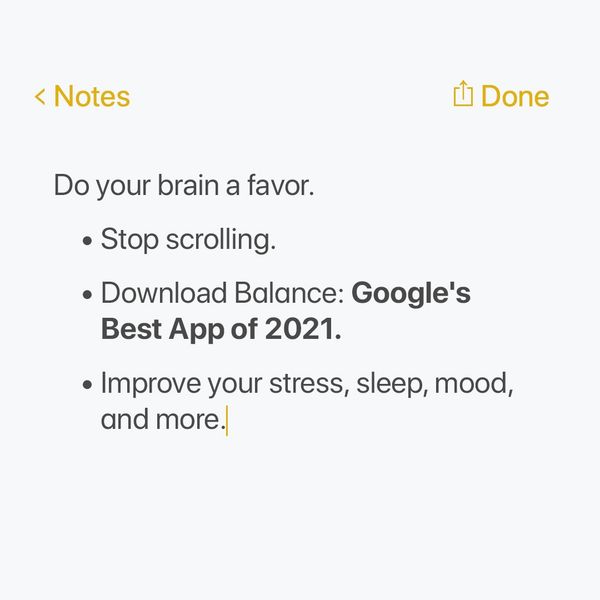 < Notes Done
Do your brain a favor.
• Stop scrolling.
• Download Balance: Google's
Best App of 2021.
• Improve your stress, sleep, mood,
and more.